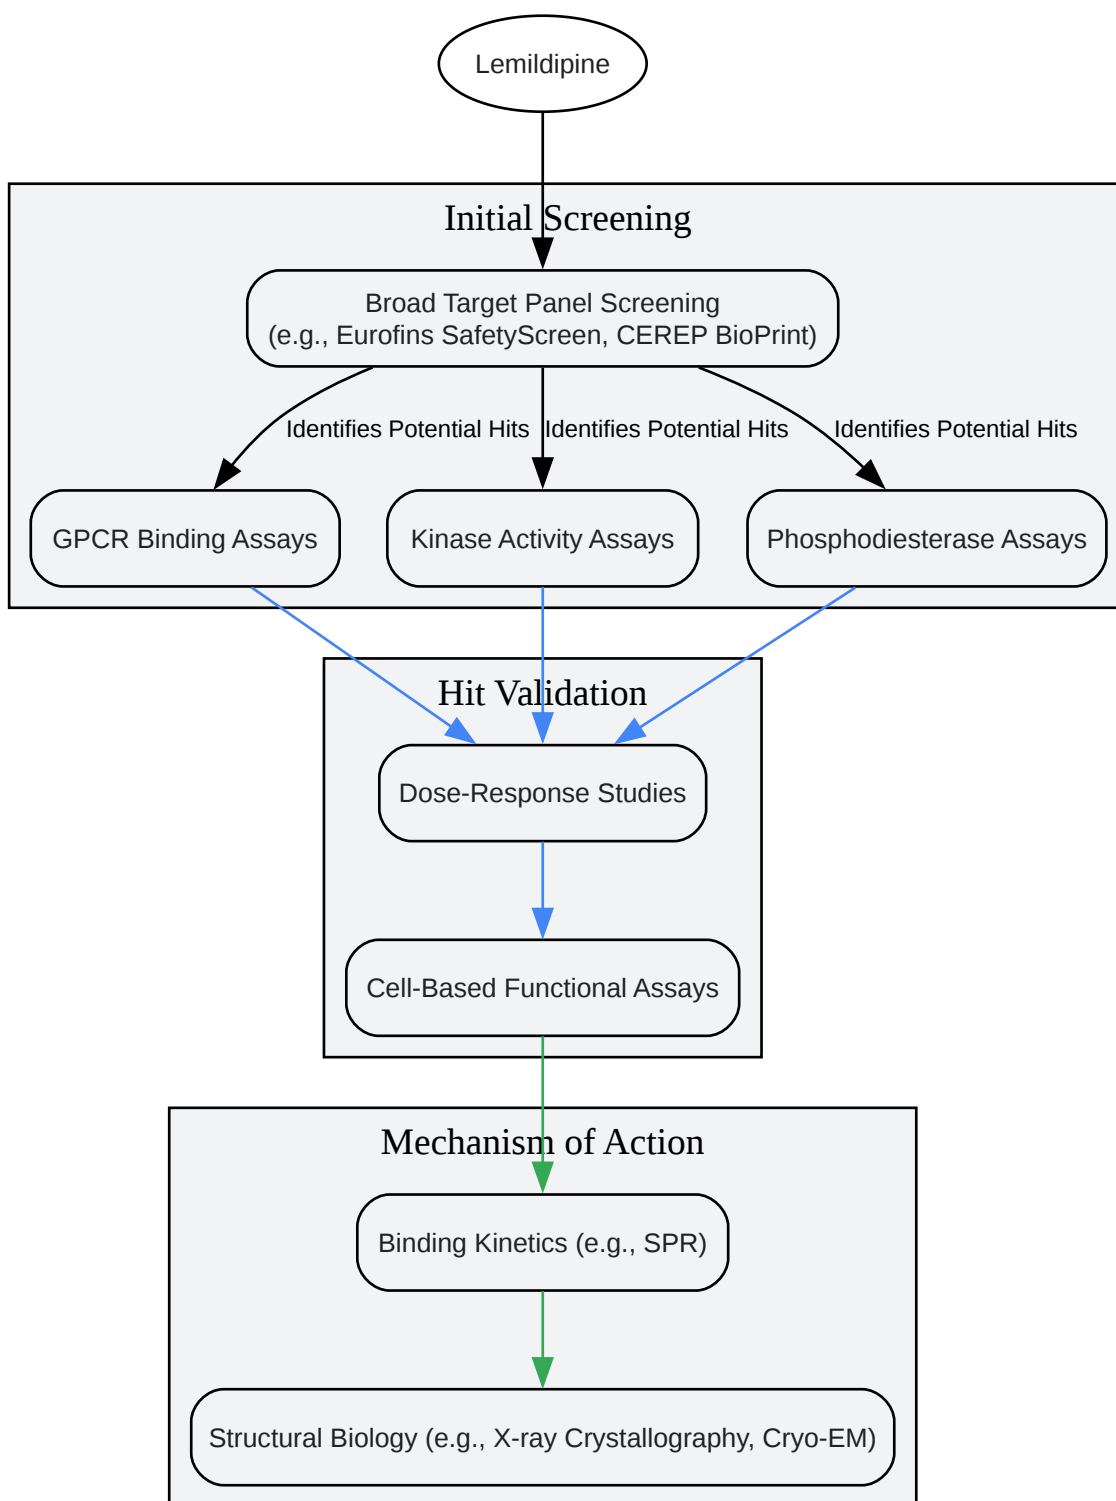 Lemildipine
Initial Screening
Broad Target Panel Screening
(e.g., Eurofins SafetyScreen, CEREP BioPrint)
Identifies Potential Hits
Identifies Potential Hits
Identifies Potential Hits
GPCR Binding Assays
Kinase Activity Assays
Phosphodiesterase Assays
Hit Validation
Dose-Response Studies
Cell-Based Functional Assays
Mechanism of Action
Binding Kinetics (e.g., SPR)
Structural Biology (e.g., X-ray Crystallography, Cryo-EM)